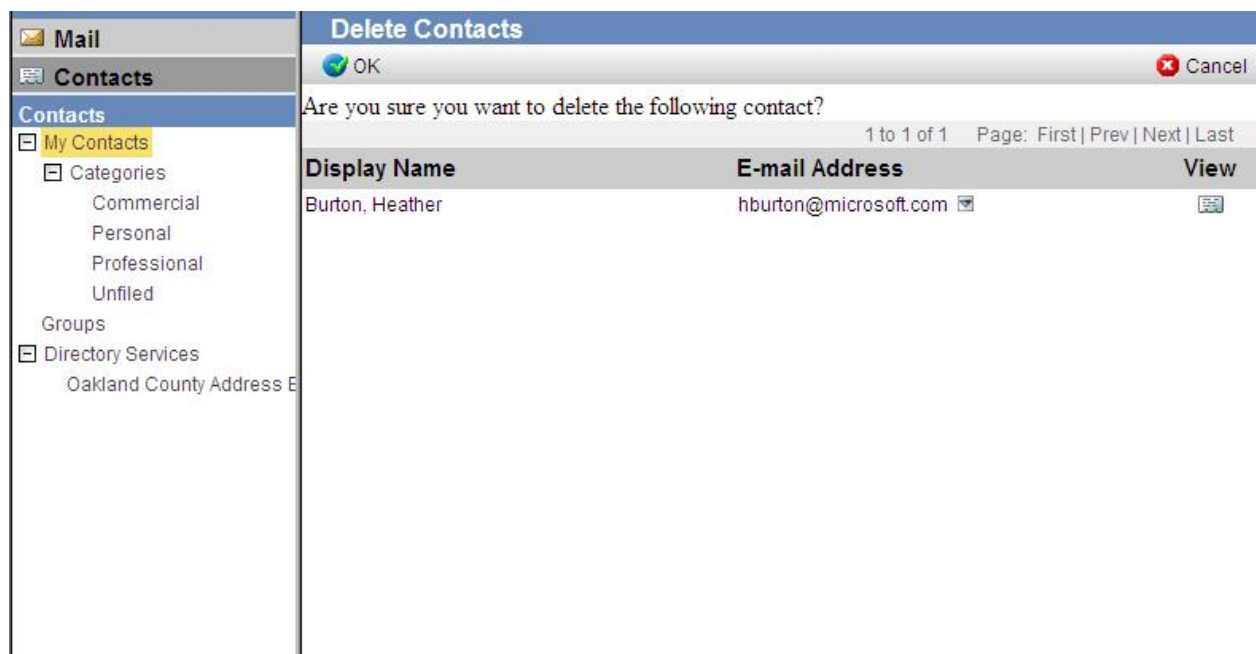 Mail
Contacts
Contacts
My Contacts
Categories
Commercial
Personal
Professional
Unfiled
Groups
Directory Services
Oakland County Address
Delete Contacts
OK Cancel
Are you sure you want to delete the following contact?
1 to 1 of 1 Page: First | Prev | Next | Last
Display Name E-mail Address View
Burton, Heather hburton@microsoft.com